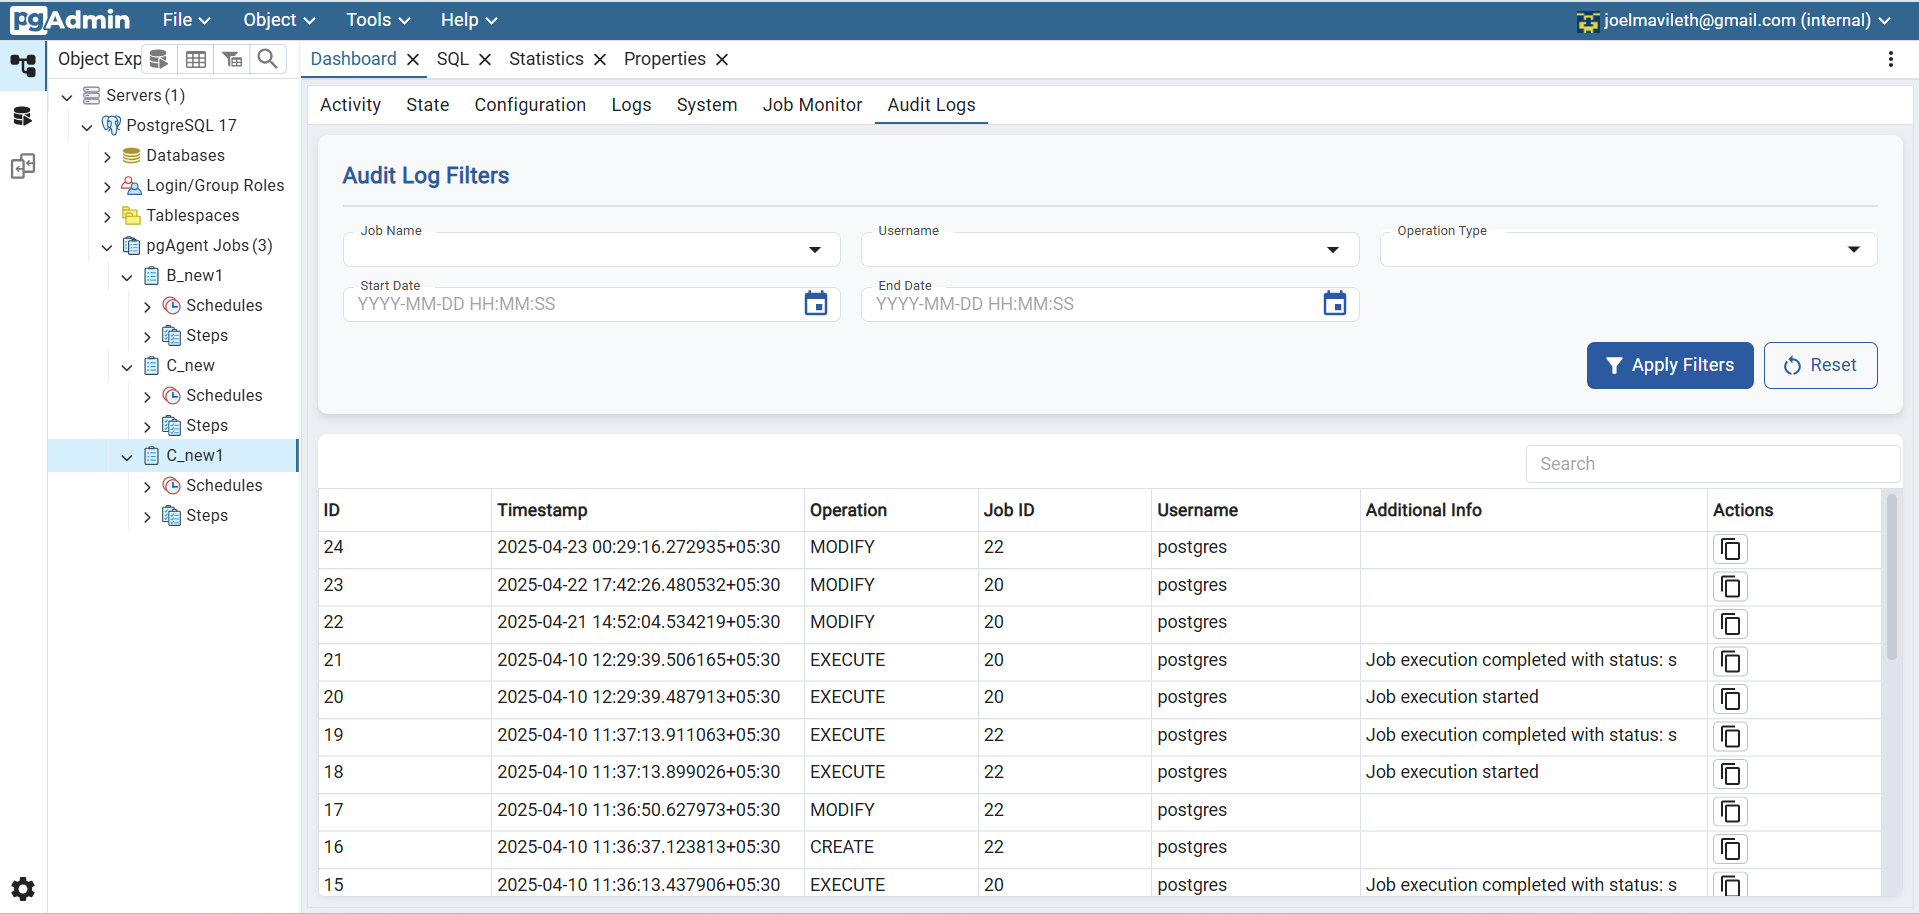 pgAdmin File Object Tools Help joelmavileth@gmail.com (internal)
Object Exp
Dashboard SQL Statistics Properties
Servers (1)
PostgreSQL 17
Databases
Login/Group Roles
Tablespaces
pgAgent Jobs (3)
B_new1
Schedules
Steps
C_new
Schedules
Steps
C_new1
Schedules
Steps
Activity State Configuration Logs System Job Monitor Audit Logs
Audit Log Filters
Job Name Username Operation Type
Start Date End Date
YYYY-MM-DD HH:MM:SS YYYY-MM-DD HH:MM:SS
Apply Filters Reset
Search
ID Timestamp Operation Job ID Username Additional Info Actions
24 2025-04-23 00:29:16.272935+05:30 MODIFY 22 postgres
23 2025-04-22 17:42:26.480532+05:30 MODIFY 20 postgres
22 2025-04-21 14:52:04.534219+05:30 MODIFY 20 postgres
21 2025-04-10 12:29:39.506165+05:30 EXECUTE 20 postgres Job execution completed with status: s
20 2025-04-10 12:29:39.487913+05:30 EXECUTE 20 postgres Job execution started
19 2025-04-10 11:37:13.911063+05:30 EXECUTE 22 postgres Job execution completed with status: s
18 2025-04-10 11:37:13.899026+05:30 EXECUTE 22 postgres Job execution started
17 2025-04-10 11:36:50.627973+05:30 MODIFY 22 postgres
16 2025-04-10 11:36:37.123813+05:30 CREATE 22 postgres
15 2025-04-10 11:36:13.437906+05:30 EXECUTE 20 postgres Job execution completed with status: s